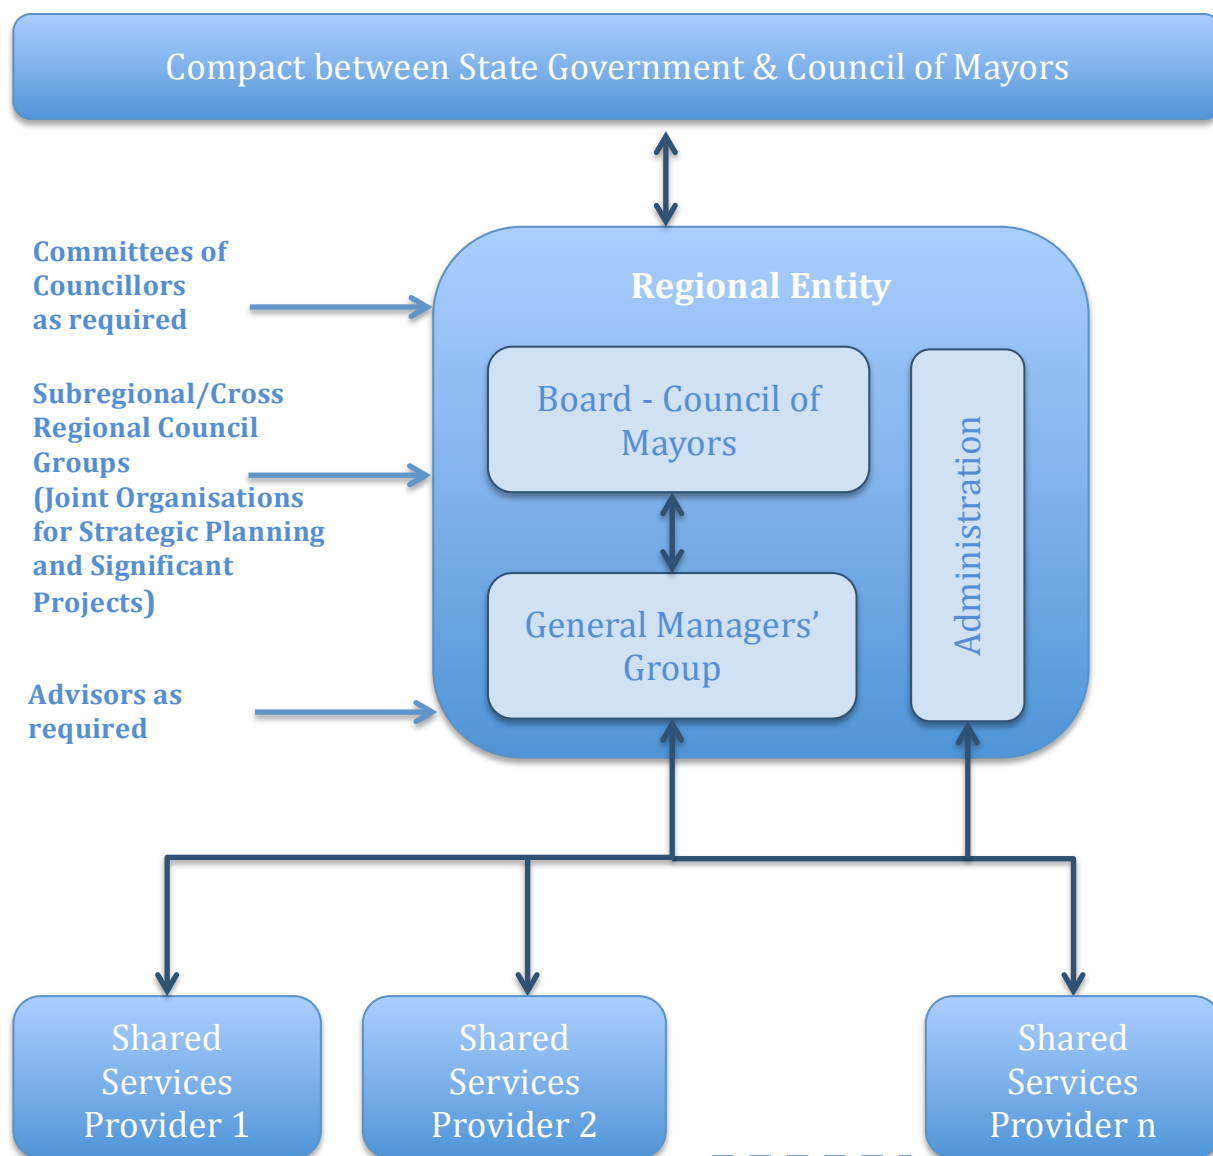 Compact between State Government & Council of Mayors
Committees of
Councillors
as required
Regional Entity
Subregional/Cross
Regional Council
Groups
(Joint Organisations
for Strategic Planning
and Significant
Projects)
Board - Council of
Mayors
Administration
General Managers’
Group
Advisors as
required
Shared
Services
Provider 1
Shared
Services
Provider 2
Shared
Services
Provider n